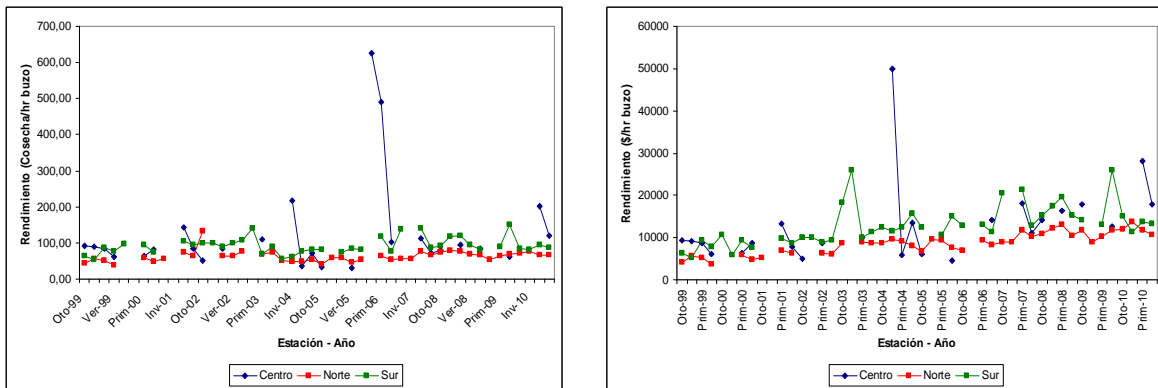 700,00
600,00
500,00
400,00
300,00
200,00
100,00
0,00
Rendimiento (Cosecha/hr buzo)
Oto-99
Ver-99
Prim-00
Inv-01
Oto-02
Ver-02
Prim-03
Inv-04
Oto-05
Ver-05
Prim-06
Inv-07
Oto-08
Ver-08
Prim-09
Inv-10
Estación - Año
Centro
Norte
Sur
60000
50000
40000
30000
20000
10000
0
Rendimiento ($/hr buzo)
Oto-99
Prim-99
Oto-00
Prim-00
Oto-01
Prim-01
Oto-02
Prim-02
Oto-03
Prim-03
Oto-04
Prim-04
Oto-05
Prim-05
Oto-06
Prim-06
Oto-07
Prim-07
Oto-08
Prim-08
Oto-09
Prim-09
Oto-10
Prim-10
Estación - Año
Centro
Norte
Sur